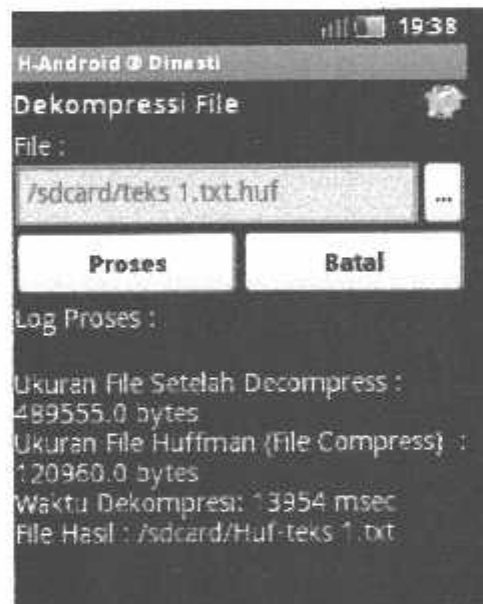 19:38
H-Android @ Dinasti
Dekompressi File
File :
/sdcard/teks 1.txt.huf
...
Proses
Batal
Log Proses :
Ukuran File Setelah Decompress :
489555.0 bytes
Ukuran File Huffman (File Compress) :
120960.0 bytes
Waktu Dekompresi: 13954 msec
File Hasil : /sdcard/Huf-teks 1.txt